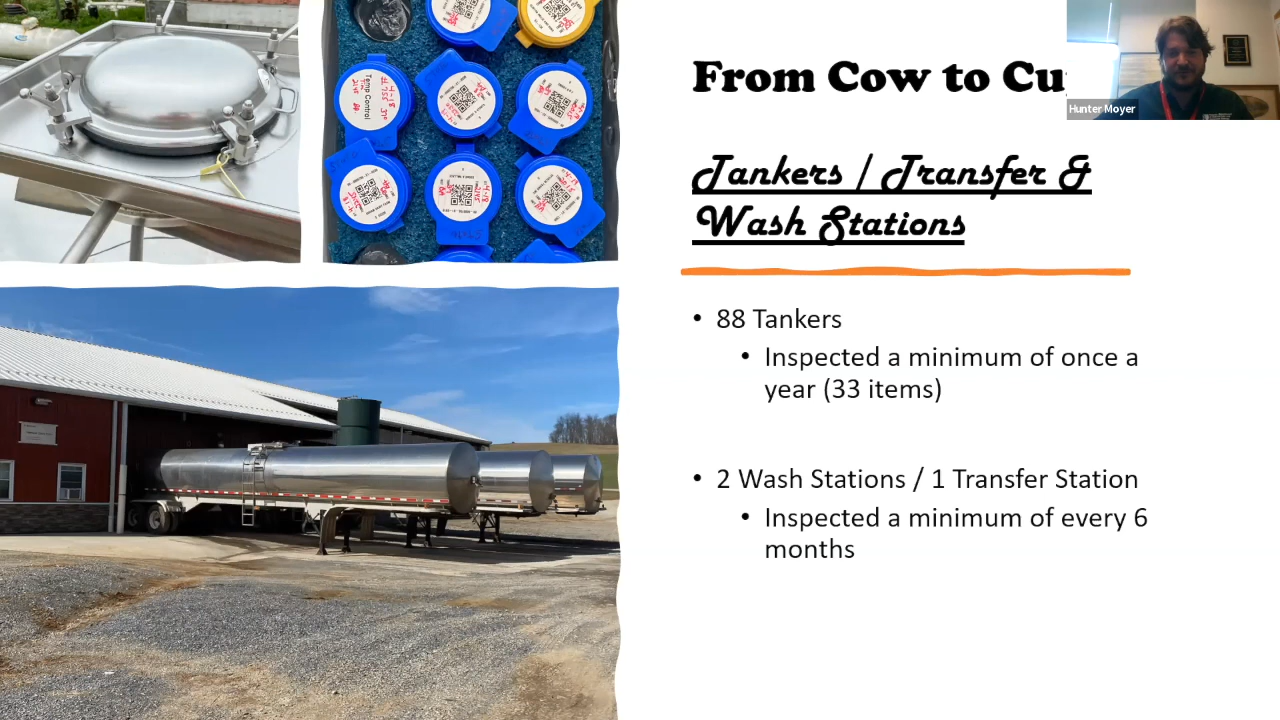 From Cow to Cu
Hunter Moyer
Tankers / Transfer &
Wash Stations
• 88 Tankers
• Inspected a minimum of once a
year (33 items)
• 2 Wash Stations / 1 Transfer Station
• Inspected a minimum of every 6
months
Temp Control